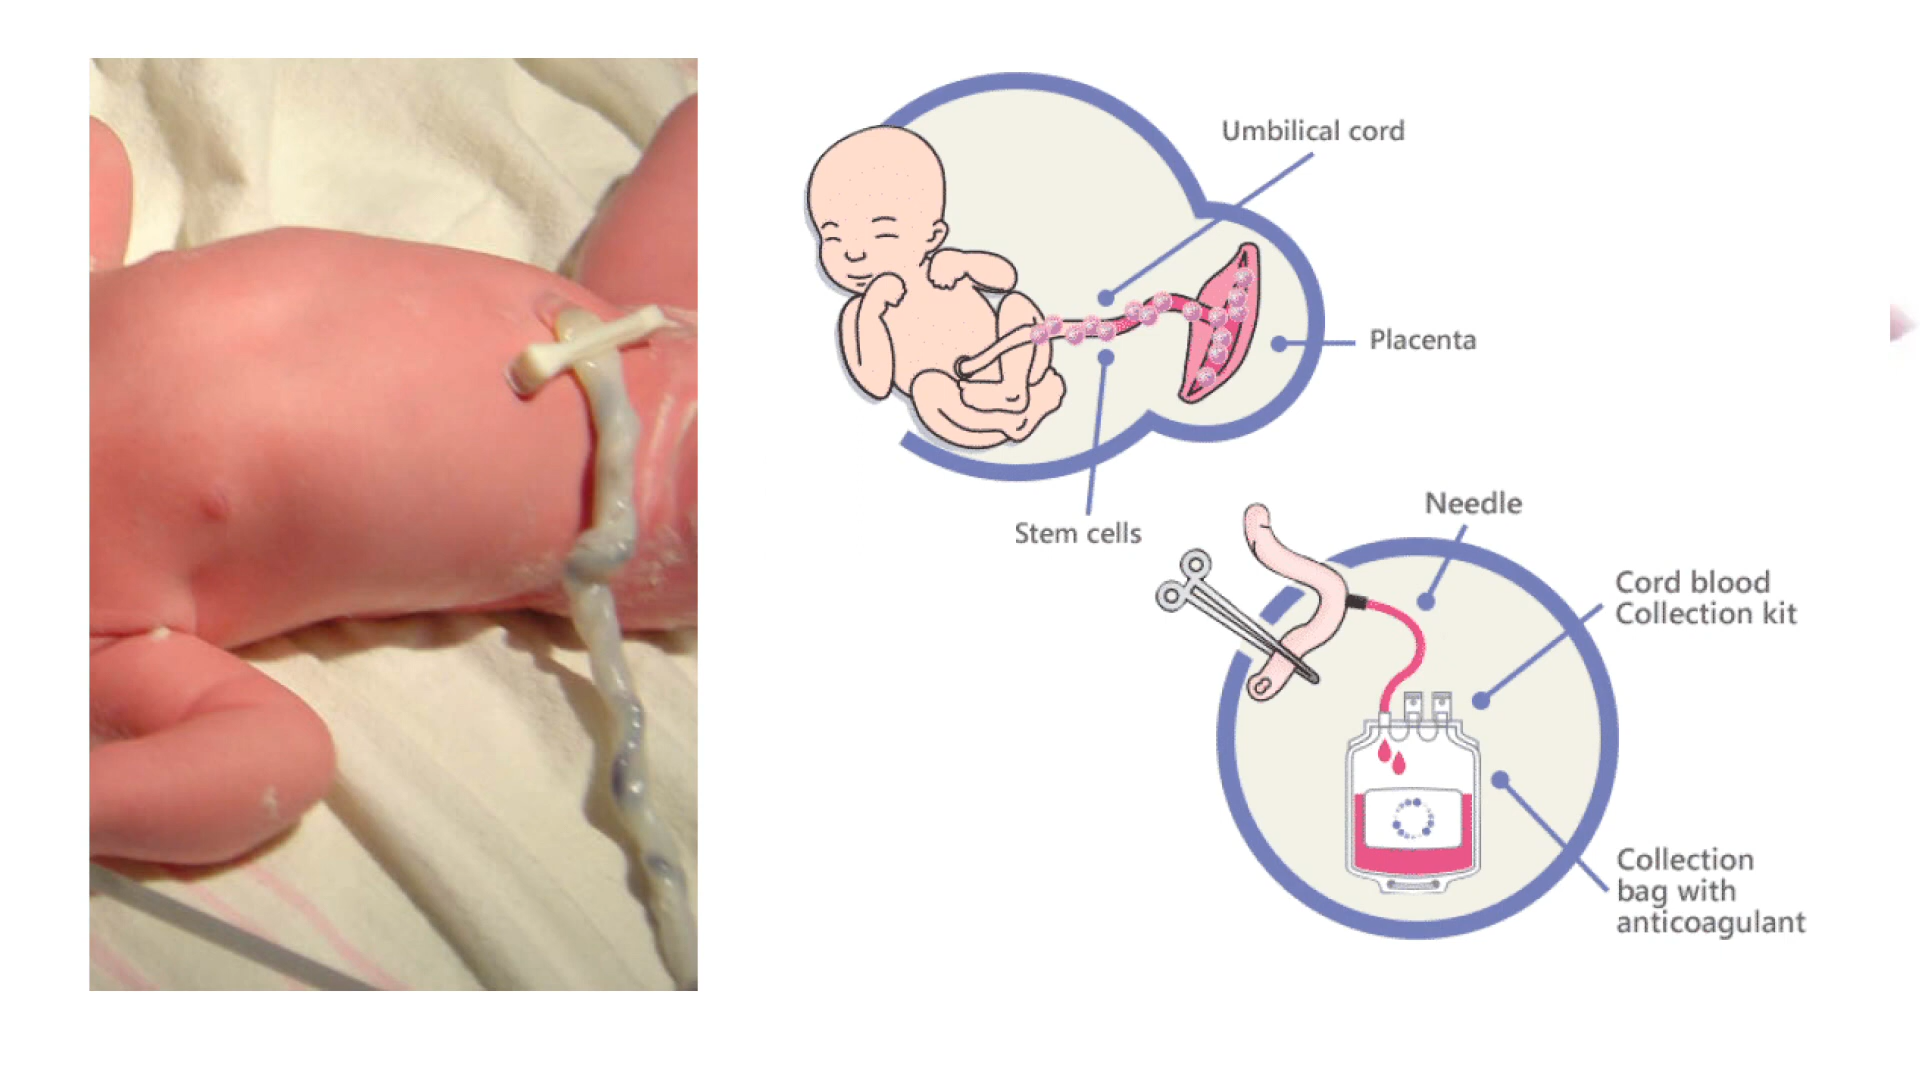 Umbilical cord
Placenta
Stem cells
Needle
Cord blood
Collection kit
Collection
bag with
anticoagulant